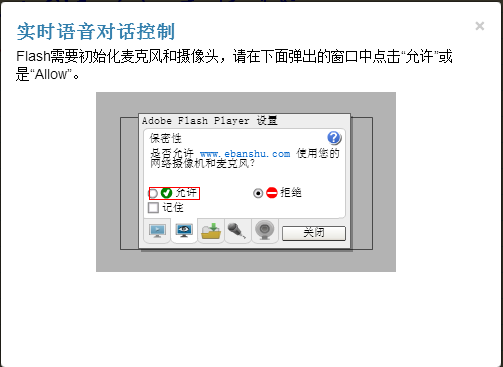 实时语音对话控制
×
Flash需要初始化麦克风和摄像头，请在下面弹出的窗口中点击“允许”或
是“Allow”。
Adobe Flash Player 设置
保密性
?
是否允许 www.ebanshu.com 使用您的
网络摄像机和麦克风?
允许 拒绝
记住
关闭